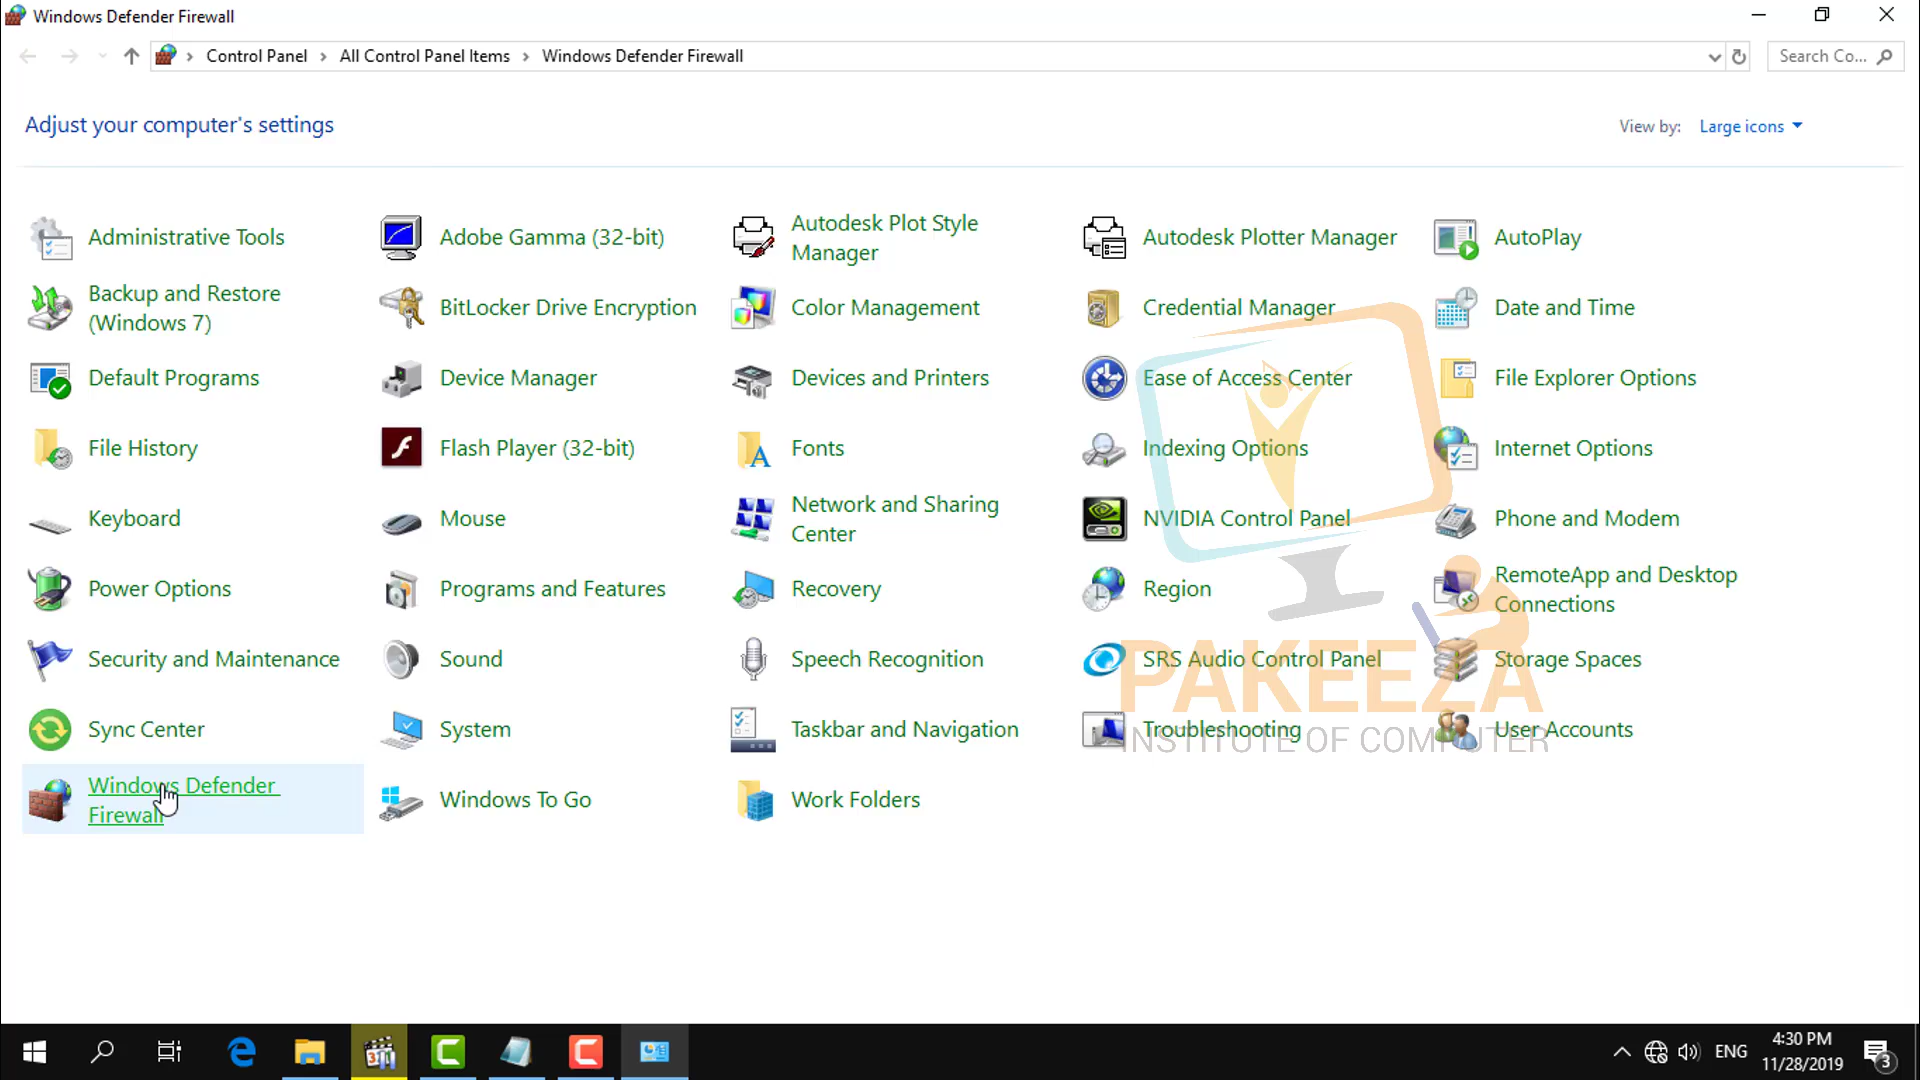 Windows Defender Firewall
Control Panel > All Control Panel Items > Windows Defender Firewall
Search Co...
Adjust your computer's settings
View by: Large icons
Administrative Tools
Adobe Gamma (32-bit)
Autodesk Plot Style
Manager
Autodesk Plotter Manager
AutoPlay
Backup and Restore
(Windows 7)
BitLocker Drive Encryption
Color Management
Credential Manager
Date and Time
Default Programs
Device Manager
Devices and Printers
Ease of Access Center
File Explorer Options
File History
Flash Player (32-bit)
Fonts
Indexing Options
Internet Options
Keyboard
Mouse
Network and Sharing
Center
NVIDIA Control Panel
Phone and Modem
Power Options
Programs and Features
Recovery
Region
RemoteApp and Desktop
Connections
Security and Maintenance
Sound
Speech Recognition
SRS Audio Control Panel
Storage Spaces
PAKEEZA
Sync Center
System
Taskbar and Navigation
Troubleshooting
User Accounts
INSTITUTE OF COMPUTER
Windows Defender
Firewall
Windows To Go
Work Folders
ENG
4:30 PM
11/28/2019
3